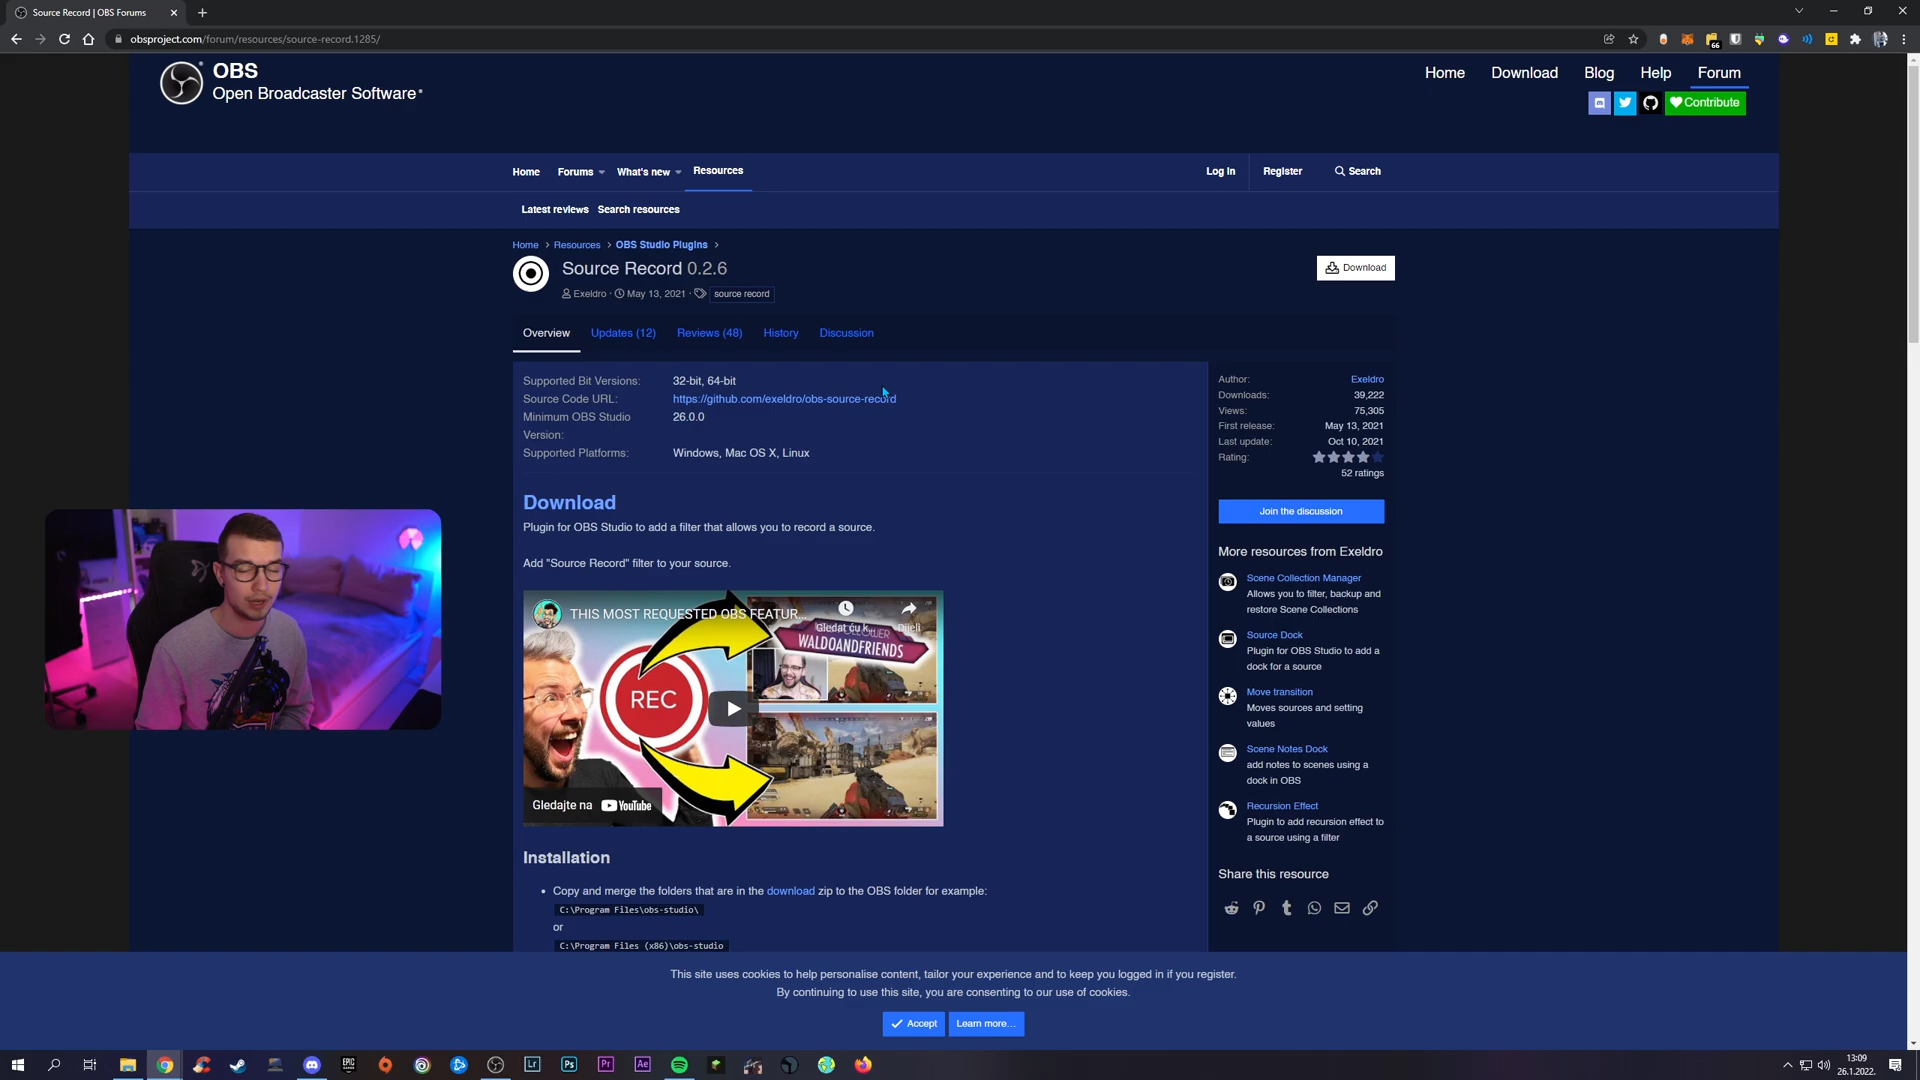 Source Record | OBS Forums
obsproject.com/forum/resources/source-record.1285/
66
OBS
Open Broadcaster Software
Home Download Blog Help Forum
Contribute
Home Forums What's new Resources
Log in Register Search
Latest reviews Search resources
Home › Resources › OBS Studio Plugins ›
Source Record 0.2.6
Download
Exeldro · May 13, 2021 · source record
Overview Updates (12) Reviews (48) History Discussion
Supported Bit Versions: 32-bit, 64-bit
Source Code URL: https://github.com/exeldro/obs-source-record
Minimum OBS Studio 26.0.0
Version:
Supported Platforms: Windows, Mac OS X, Linux
Download
Plugin for OBS Studio to add a filter that allows you to record a source.
Add "Source Record" filter to your source.
THIS MOST REQUESTED OBS FEATUR...
Gledat ću k... Dijeli
WALDOANDFRIENDS
REC
Gledajte na YouTube
Installation
• Copy and merge the folders that are in the download zip to the OBS folder for example:
C:\Program Files\obs-studio\
or
C:\Program Files (x86)\obs-studio
Author: Exeldro
Downloads: 39,222
Views: 75,305
First release: May 13, 2021
Last update: Oct 10, 2021
Rating:
52 ratings
Join the discussion
More resources from Exeldro
Scene Collection Manager
Allows you to filter, backup and
restore Scene Collections
Source Dock
Plugin for OBS Studio to add a
dock for a source
Move transition
Moves sources and setting
values
Scene Notes Dock
add notes to scenes using a
dock in OBS
Recursion Effect
Plugin to add recursion effect to
a source using a filter
Share this resource
This site uses cookies to help personalise content, tailor your experience and to keep you logged in if you register.
By continuing to use this site, you are consenting to our use of cookies.
Accept Learn more…
EPIC GAMES
Lr Ps Pr Ae
13:09
26.1.2022.